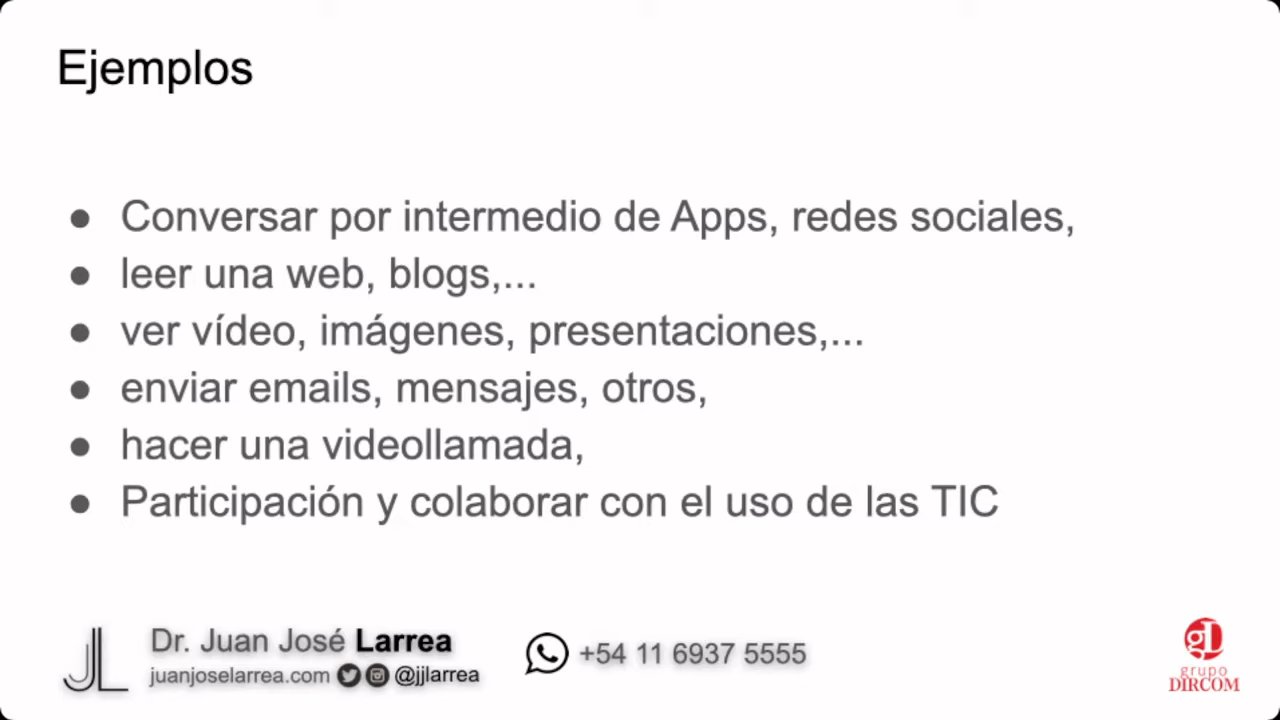 Ejemplos
● Conversar por intermedio de Apps, redes sociales,
● leer una web, blogs,...
● ver vídeo, imágenes, presentaciones,...
● enviar emails, mensajes, otros,
● hacer una videollamada,
● Participación y colaborar con el uso de las TIC
JL
Dr. Juan José Larrea
juanjoselarrea.com @jjlarrea
+54 11 6937 5555
gD
grupo
DIRCOM